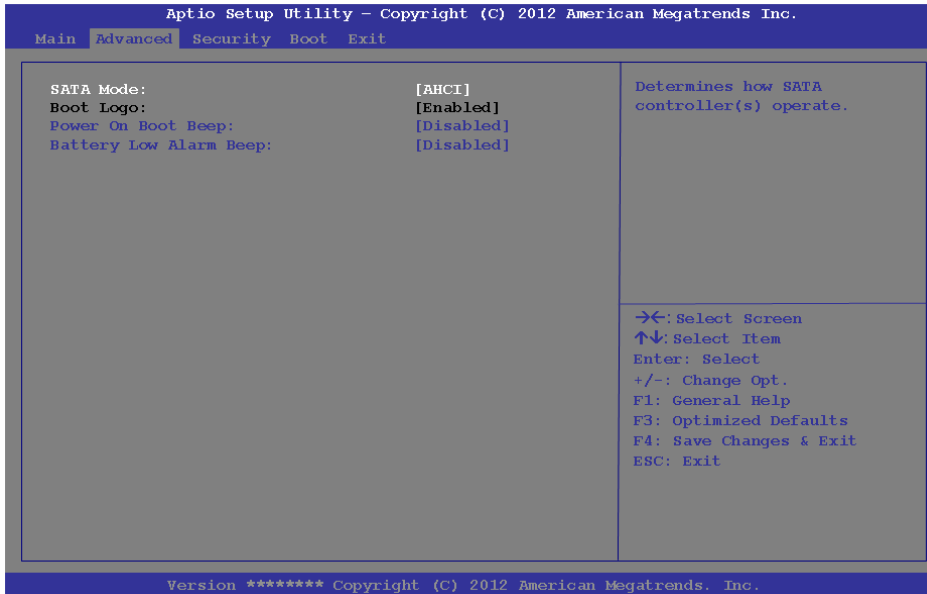 Aptio Setup Utility – Copyright (C) 2012 American Megatrends Inc.
Main Advanced Security Boot Exit
SATA Mode: [AHCI]
Boot Logo: [Enabled]
Power On Boot Beep: [Disabled]
Battery Low Alarm Beep: [Disabled]
Determines how SATA
controller(s) operate.
→←:Select Screen
↑↓:Select Item
Enter: Select
+/-: Change Opt.
F1: General Help
F3: Optimized Defaults
F4: Save Changes & Exit
ESC: Exit
Version ******** Copyright (C) 2012 American Megatrends. Inc.